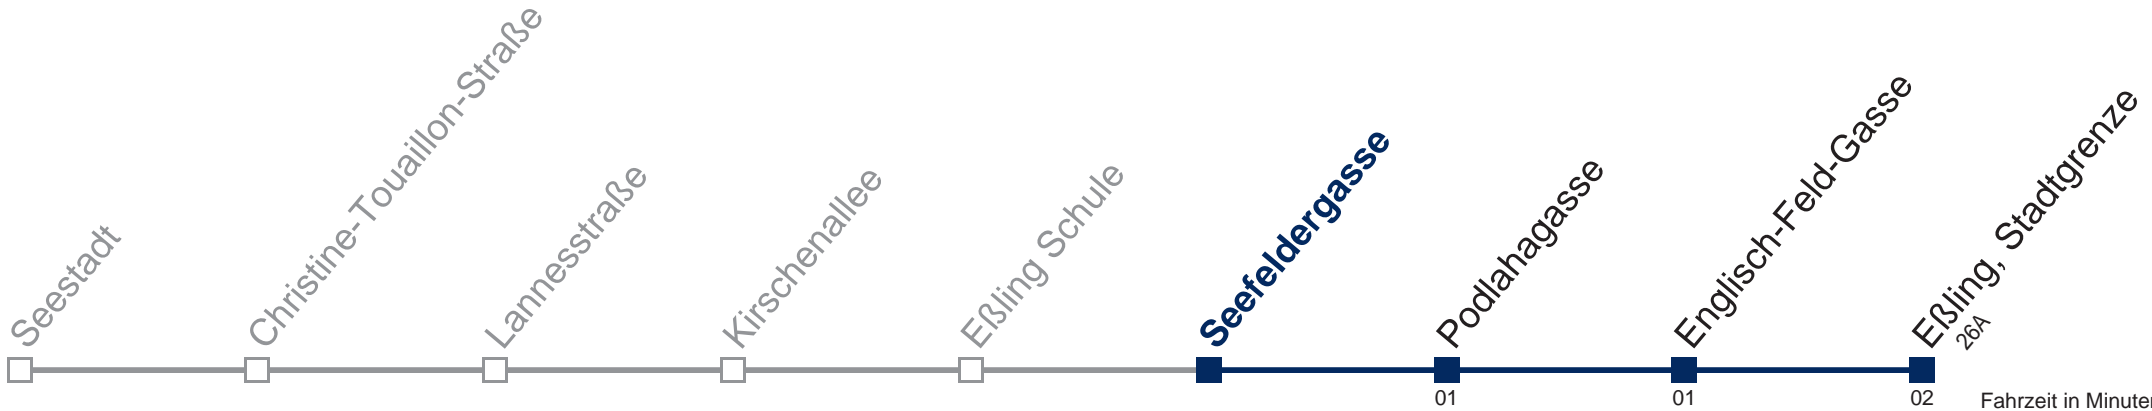 Seestadt
Christine-Touaillon-Straße
Lannesstraße
Kirschenallee
Eßling Schule
Seefeldergasse
Podlahagasse
Englisch-Feld-Gasse
Eßling, Stadtgrenze
26A
01
01
02
Fahrzeit in Minuten